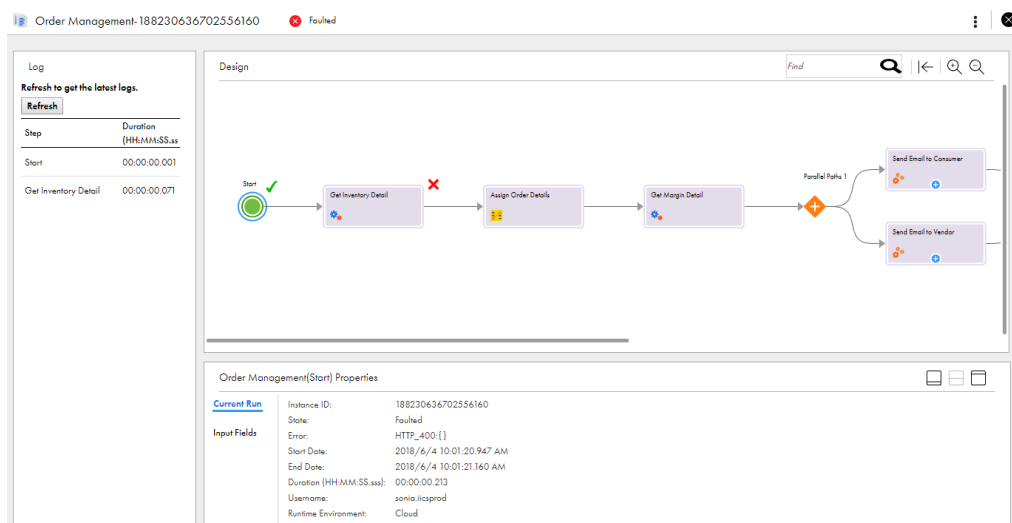 Order Management-188230636702556160 Faulted
Log
Refresh to get the latest logs.
Refresh
Step Duration (HH:MM:SS.ss
Start 00:00:00.001
Get Inventory Detail 00:00:00.071
Design
Find
Start
Get Inventory Detail
Assign Order Details
Get Margin Detail
Parallel Paths 1
Send Email to Consumer
Send Email to Vendor
Order Management(Start) Properties
Current Run
Input Fields
Instance ID: 188230636702556160
State: Faulted
Error: HTTP_400:{}
Start Date: 2018/6/4 10:01:20.947 AM
End Date: 2018/6/4 10:01:21.160 AM
Duration (HH:MM:SS.sss): 00:00:00.213
Username: sonia.iicsprod
Runtime Environment: Cloud